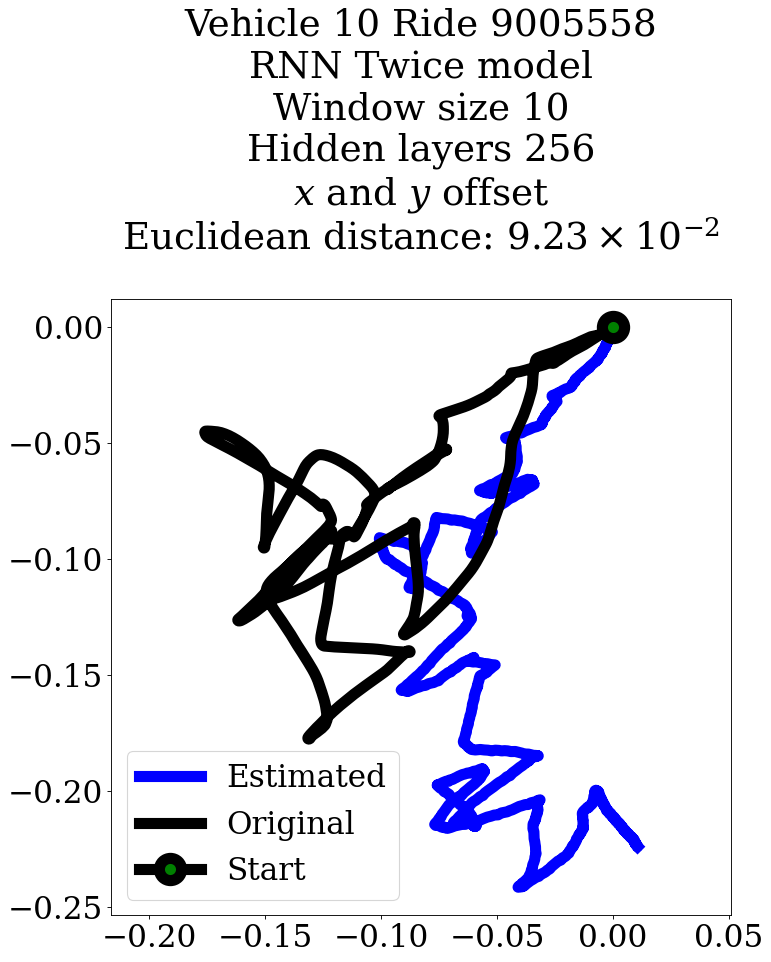 Vehicle 10 Ride 9005558
RNN Twice model
Window size 10
Hidden layers 256
x and y offset
Euclidean distance: 9.23 × 10⁻²
0.00
−0.05
−0.10
−0.15
−0.20
−0.25
Estimated
Original
Start
−0.20 −0.15 −0.10 −0.05 0.00 0.05